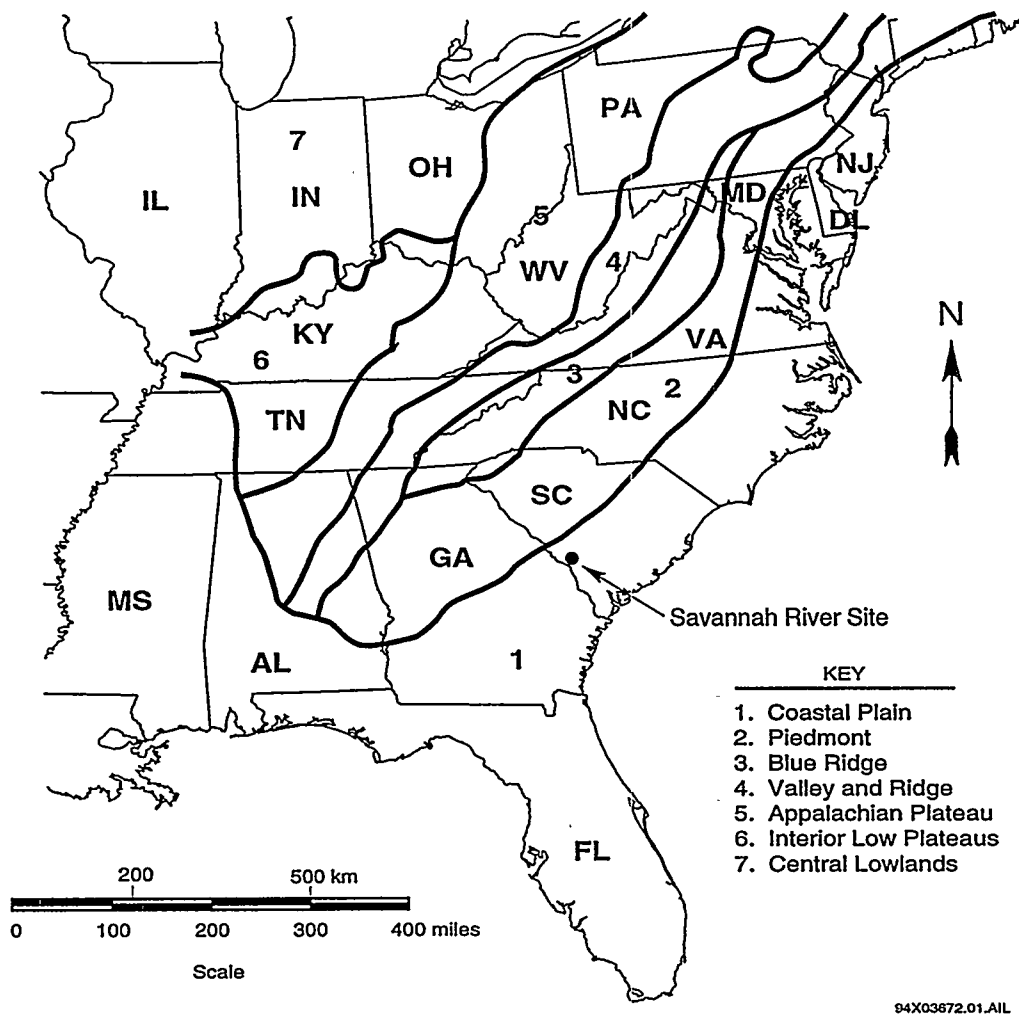 PA
7
OH
NJ
IL
IN
MD
5
DL
WV
4
N
KY
VA
6
3
2
TN
NC
SC
GA
MS
Savannah River Site
AL
1
KEY
1. Coastal Plain
2. Piedmont
3. Blue Ridge
4. Valley and Ridge
5. Appalachian Plateau
6. Interior Low Plateaus
7. Central Lowlands
FL
200 500 km
0 100 200 300 400 miles
Scale
94X03672.01.AIL